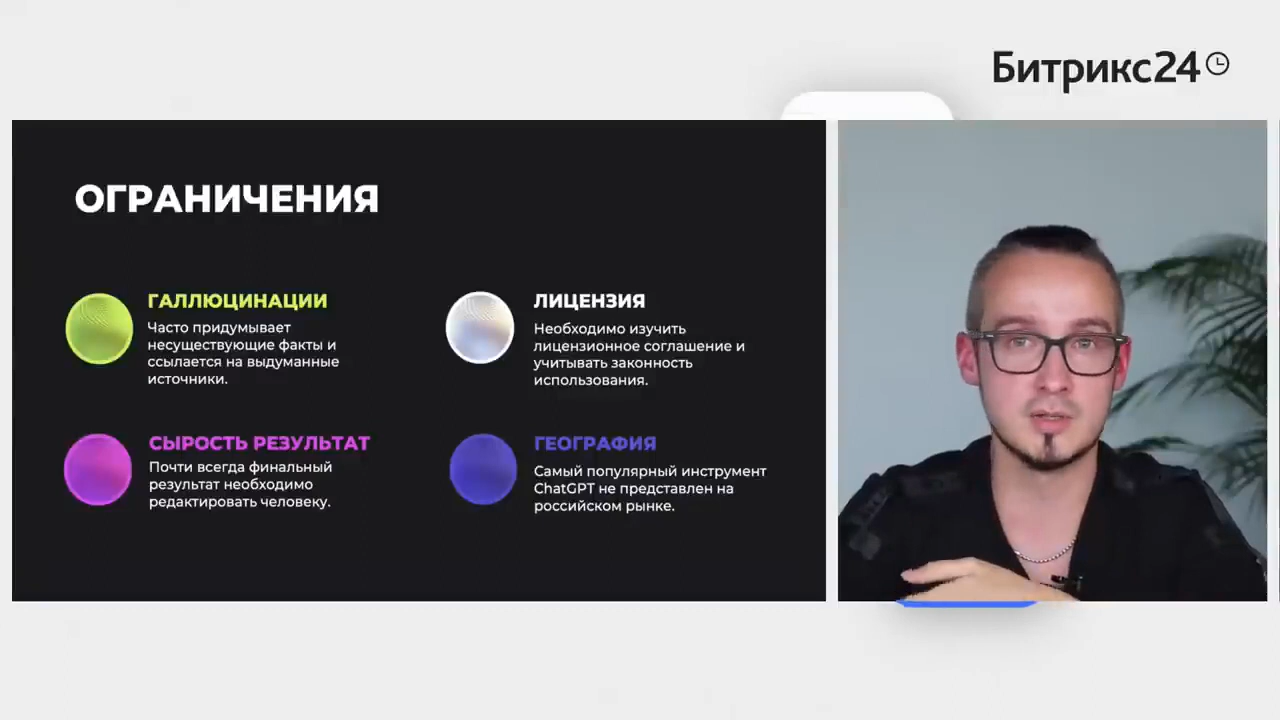 Битрикс24
ОГРАНИЧЕНИЯ
ГАЛЛЮЦИНАЦИИ
Часто придумывает
несуществующие факты и
ссылается на выдуманные
источники.
ЛИЦЕНЗИЯ
Необходимо изучить
лицензионное соглашение и
учитывать законность
использования.
СЫРОСТЬ РЕЗУЛЬТАТ
Почти всегда финальный
результат необходимо
редактировать человеку.
ГЕОГРАФИЯ
Самый популярный инструмент
ChatGPT не представлен на
российском рынке.